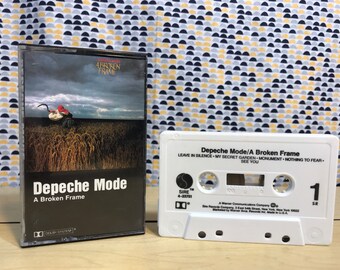 A BROKEN
FRAME
Depeche Mode
A Broken Frame
Depeche Mode/A Broken Frame
LEAVE IN SILENCE • MY SECRET GARDEN • MONUMENT • NOTHING TO FEAR •
SEE YOU
SIRE
1